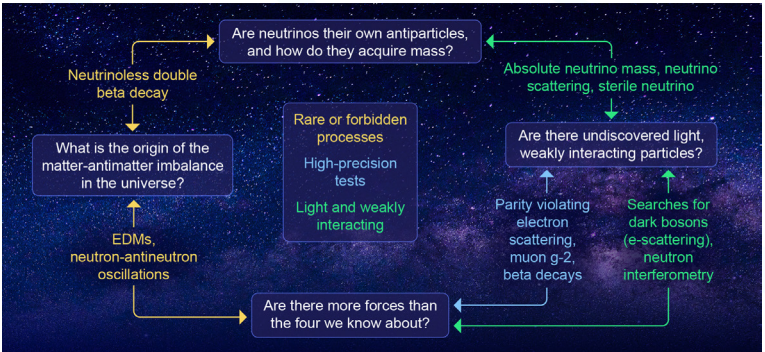 Are neutrinos their own antiparticles,
and how do they acquire mass?
Neutrinoless double
beta decay
Absolute neutrino mass, neutrino
scattering, sterile neutrino
What is the origin of the
matter-antimatter imbalance
in the universe?
Rare or forbidden
processes
High-precision
tests
Light and weakly
interacting
Are there undiscovered light,
weakly interacting particles?
EDMs,
neutron-antineutron
oscillations
Parity violating
electron
scattering,
muon g-2,
beta decays
Searches for
dark bosons
(e-scattering),
neutron
interferometry
Are there more forces than
the four we know about?